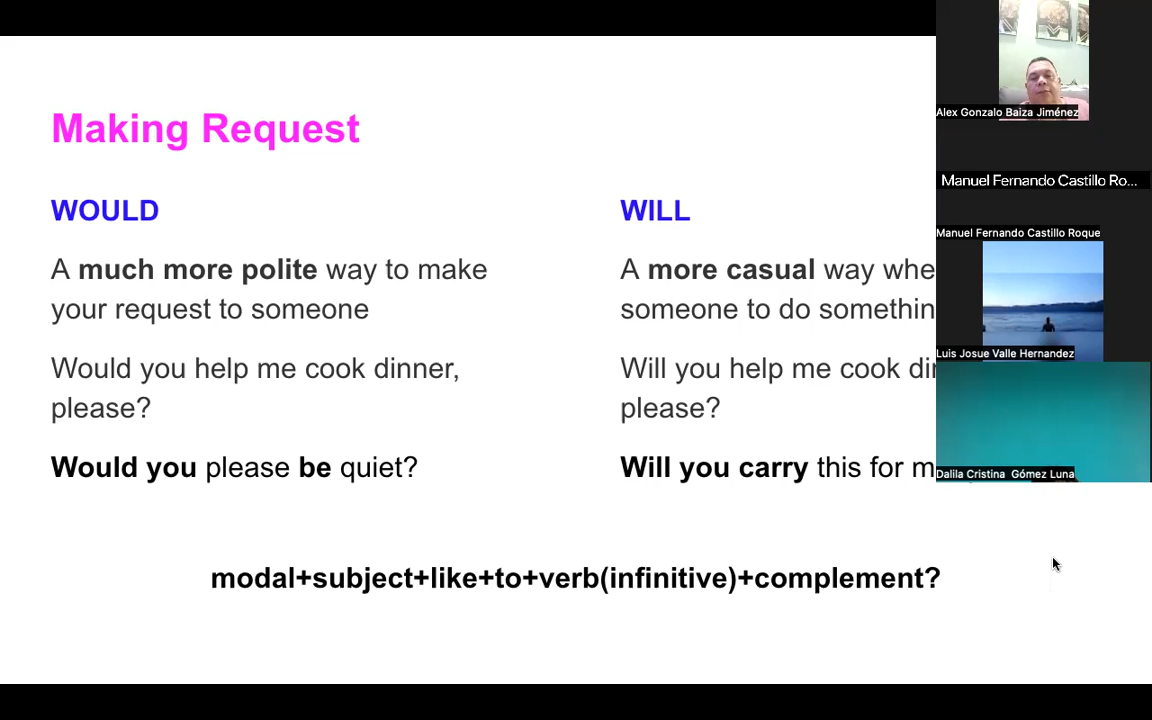 Making Request
WOULD
A much more polite way to make
your request to someone
Would you help me cook dinner,
please?
Would you please be quiet?
WILL
A more casual way
someone to do
Will you help me cook
please?
Will you carry this for
modal+subject+like+to+verb(infinitive)+complement?
Alex Gonzalo Baiza Jiménez
Manuel Fernando Castillo Ro...
Manuel Fernando Castillo Roque
Luis Josue Valle Hernandez
Dalila Cristina Gómez Luna